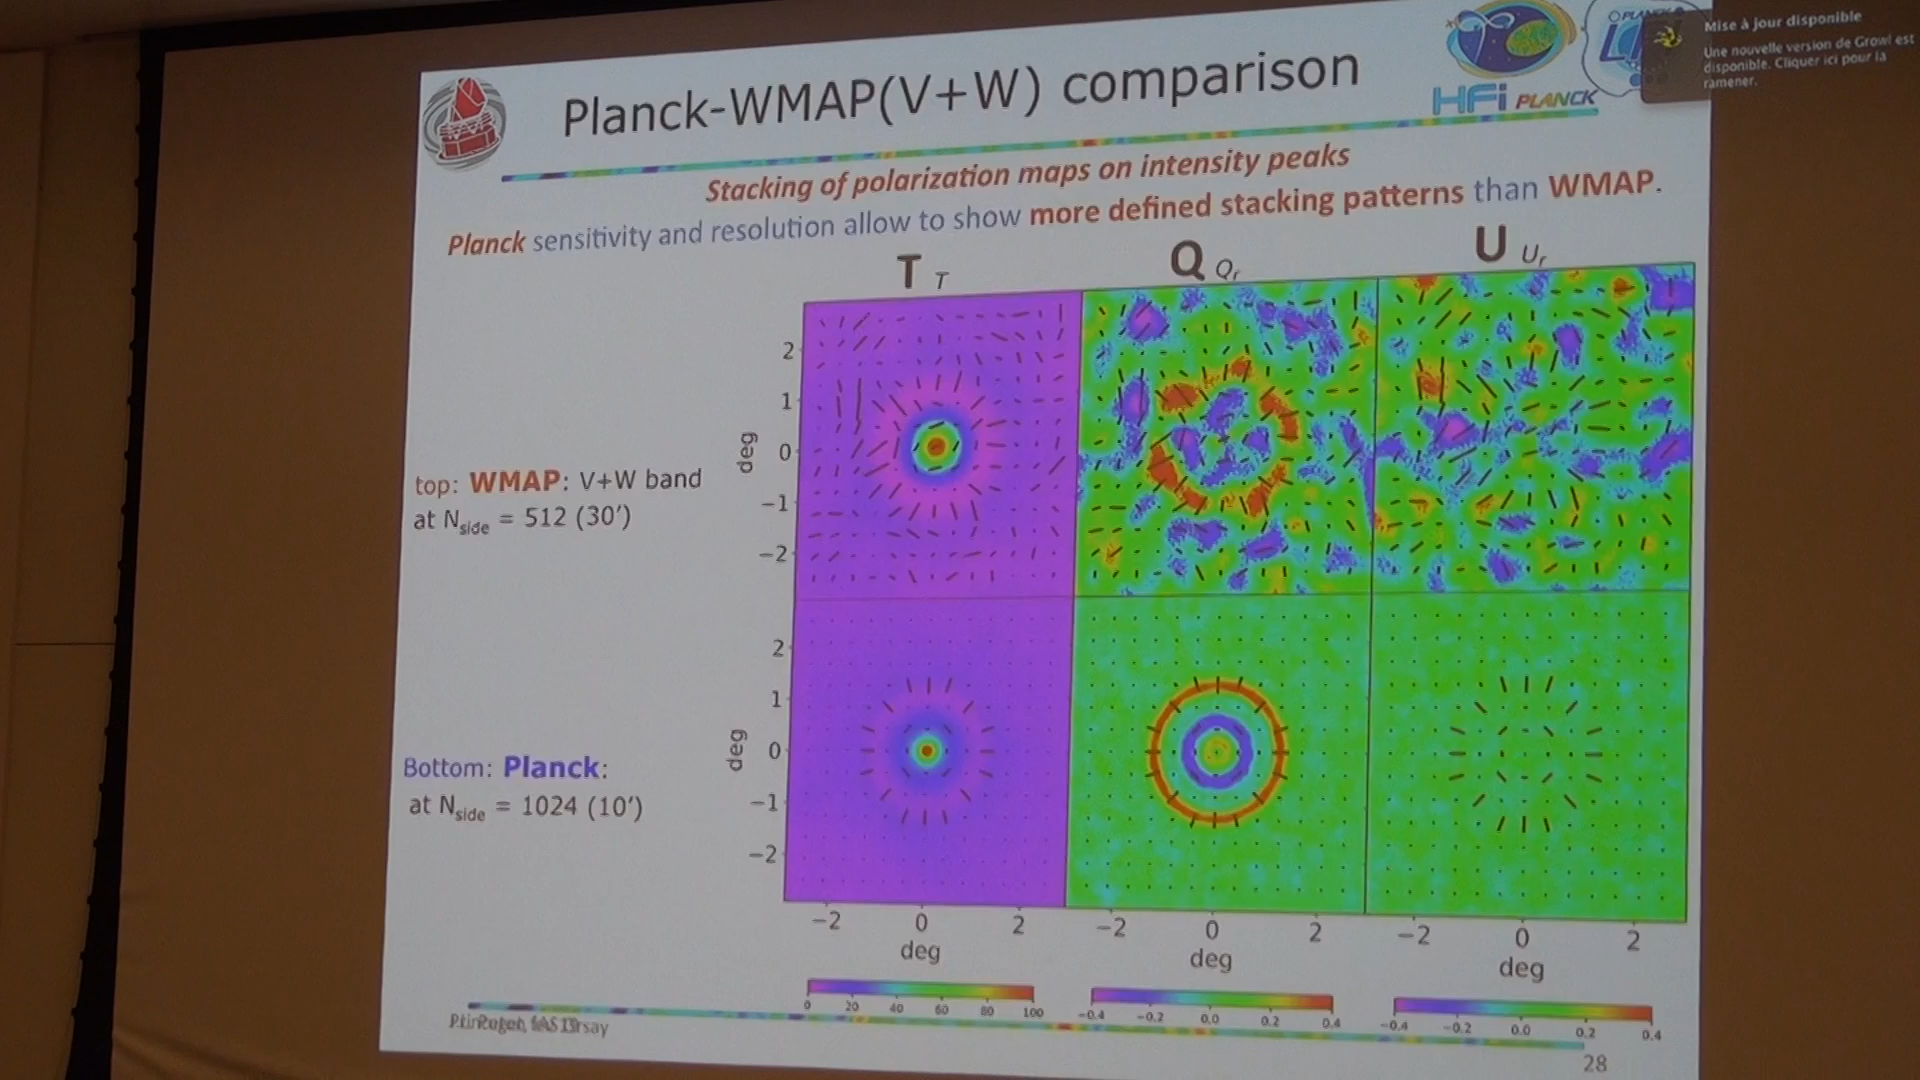 Planck-WMAP(V+W) comparison
HFi PLANCK
Mise à jour disponible
Une nouvelle version de Growl est
disponible. Cliquer ici pour la
ramener.
Stacking of polarization maps on intensity peaks
Planck sensitivity and resolution allow to show more defined stacking patterns than WMAP.
T T Q Qr U Ur
top: WMAP: V+W band
at Nside = 512 (30')
Bottom: Planck:
at Nside = 1024 (10')
2
1
0
−1
−2
deg
2
1
0
−1
−2
deg
−2 0 2 −2 0 2 −2 0 2
deg deg deg
0 20 40 60 80 100
−0.4 −0.2 0.0 0.2 0.4
−0.4 −0.2 0.0 0.2 0.4
28